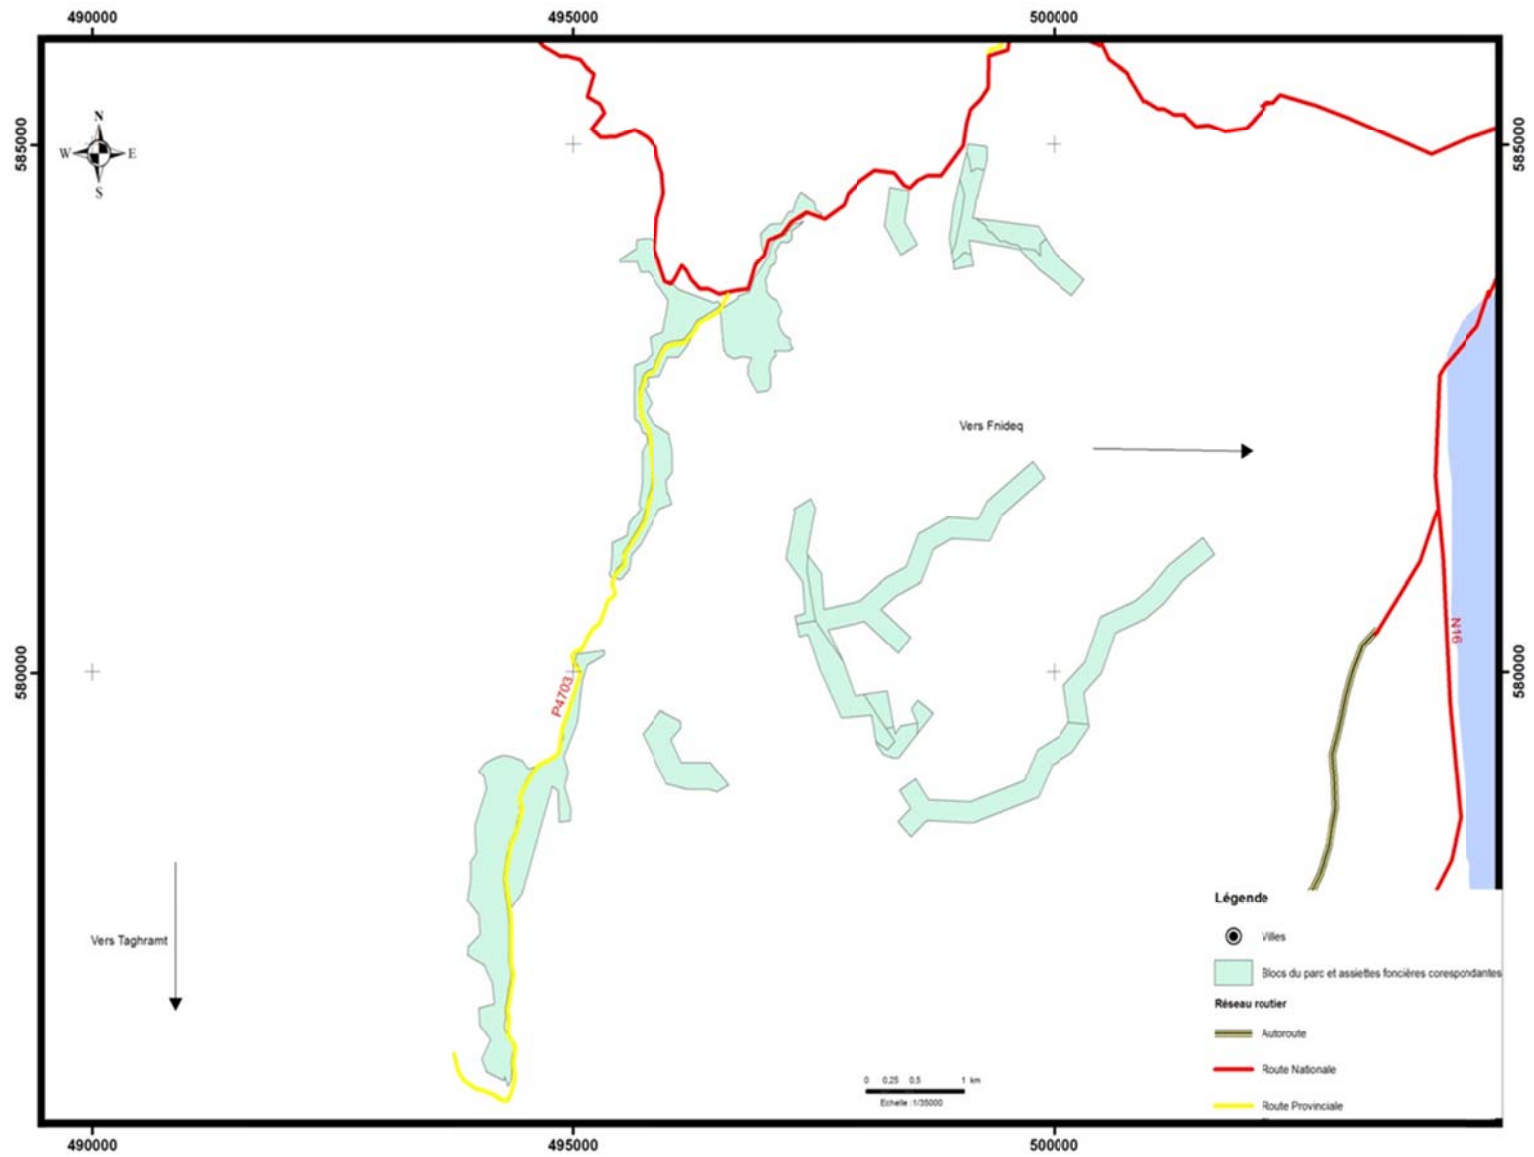 490000 495000 500000
585000
585000
N
W E
S
Vers Fnideq
580000
580000
N16
P4703
Vers Taghramt
Légende
Villes
Blocs du parc et assiettes foncières corespondantes
Réseau routier
Autoroute
Route Nationale
Route Provinciale
0 0,25 0,5 1 km
Echelle :1/35000
490000 495000 500000